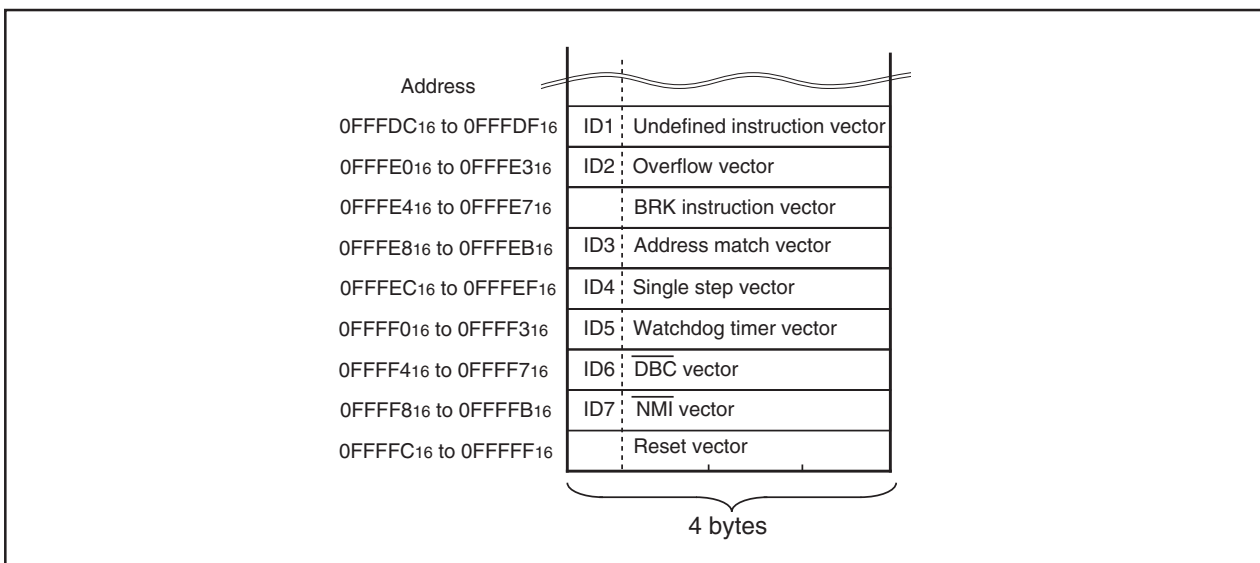 Address
0FFFDC16 to 0FFFDF16 ID1 Undefined instruction vector
0FFFE016 to 0FFFE316 ID2 Overflow vector
0FFFE416 to 0FFFE716 BRK instruction vector
0FFFE816 to 0FFFEB16 ID3 Address match vector
0FFFEC16 to 0FFFEF16 ID4 Single step vector
0FFFF016 to 0FFFF316 ID5 Watchdog timer vector
0FFFF416 to 0FFFF716 ID6 D̅B̅C̅ vector
0FFFF816 to 0FFFFB16 ID7 N̅M̅I̅ vector
0FFFFC16 to 0FFFFF16 Reset vector
4 bytes